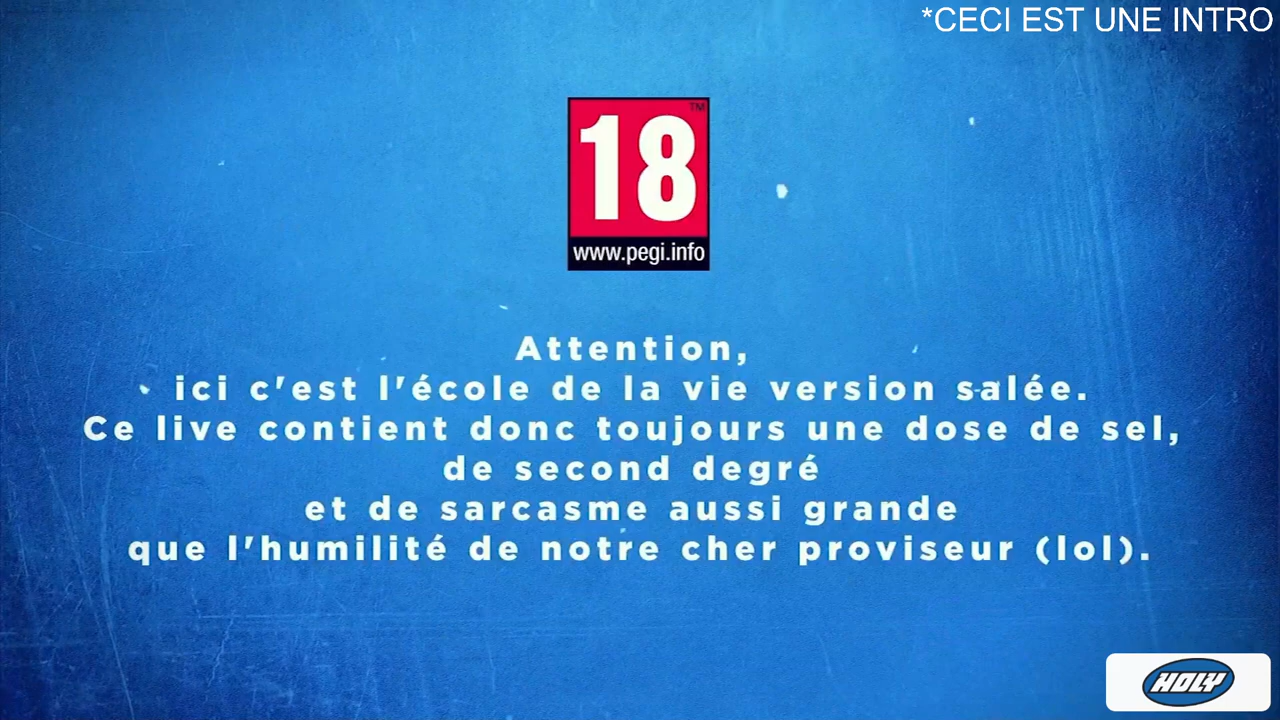 *CECI EST UNE INTRO
TM
18
www.pegi.info
Attention,
ici c'est l'école de la vie version salée.
Ce live contient donc toujours une dose de sel,
de second degré
et de sarcasme aussi grande
que l'humilité de notre cher proviseur (lol).
HOLY